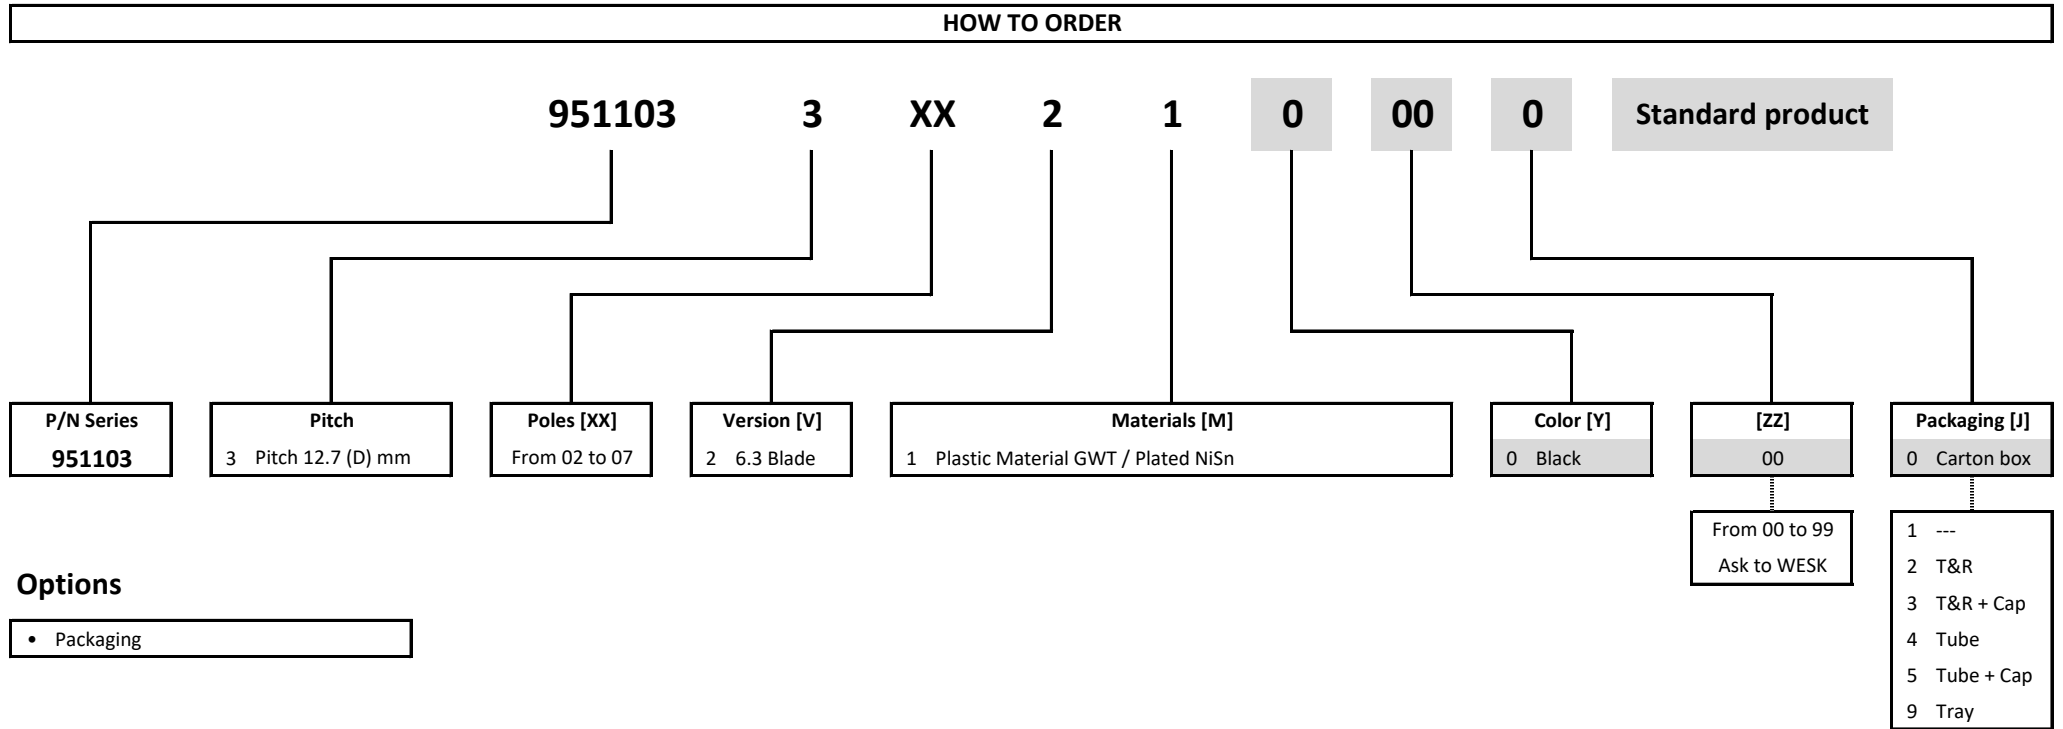 HOW TO ORDER
951103 3 XX 2 1 0 00 0 Standard product
P/N Series Pitch Poles [XX] Version [V] Materials [M] Color [Y] [ZZ] Packaging [J]
951103 3 Pitch 12.7 (D) mm From 02 to 07 2 6.3 Blade 1 Plastic Material GWT / Plated NiSn 0 Black 00 0 Carton box
From 00 to 99 1 ---
Ask to WESK 2 T&R
Options
3 T&R + Cap
• Packaging 4 Tube
5 Tube + Cap
9 Tray